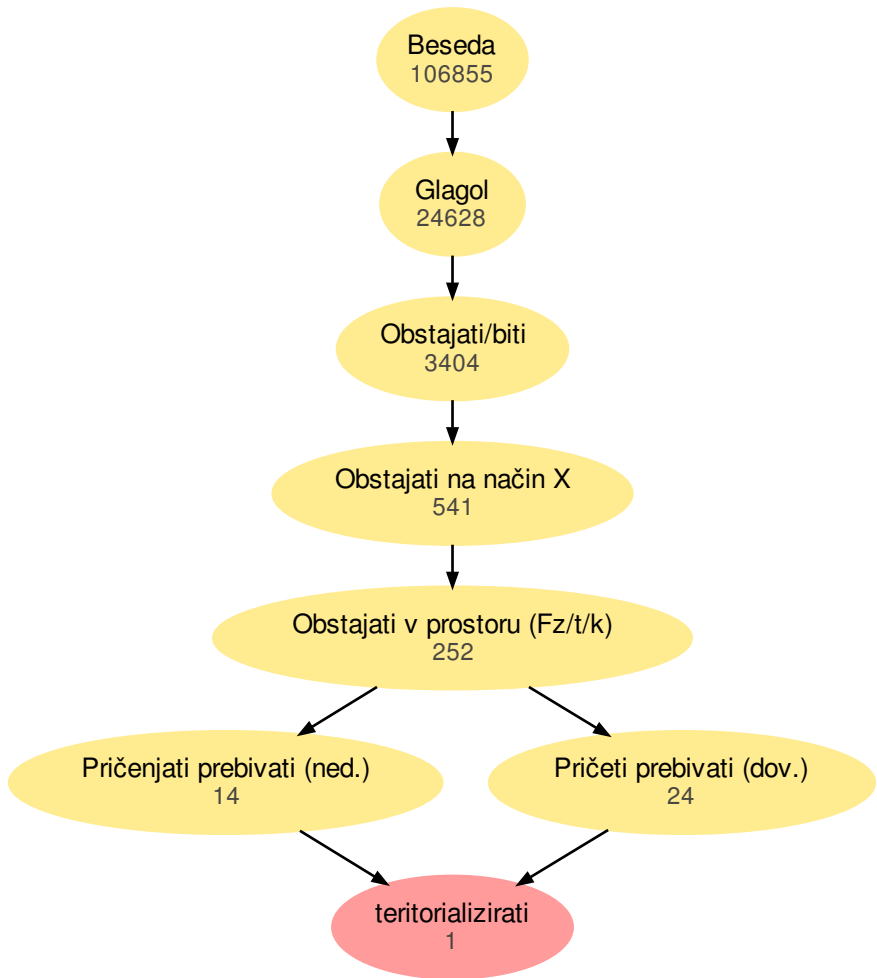 Beseda
106855
Glagol
24628
Obstajati/biti
3404
Obstajati na način X
541
Obstajati v prostoru (Fz/t/k)
252
Pričenjati prebivati (ned.)
14
Pričeti prebivati (dov.)
24
teritorializirati
1